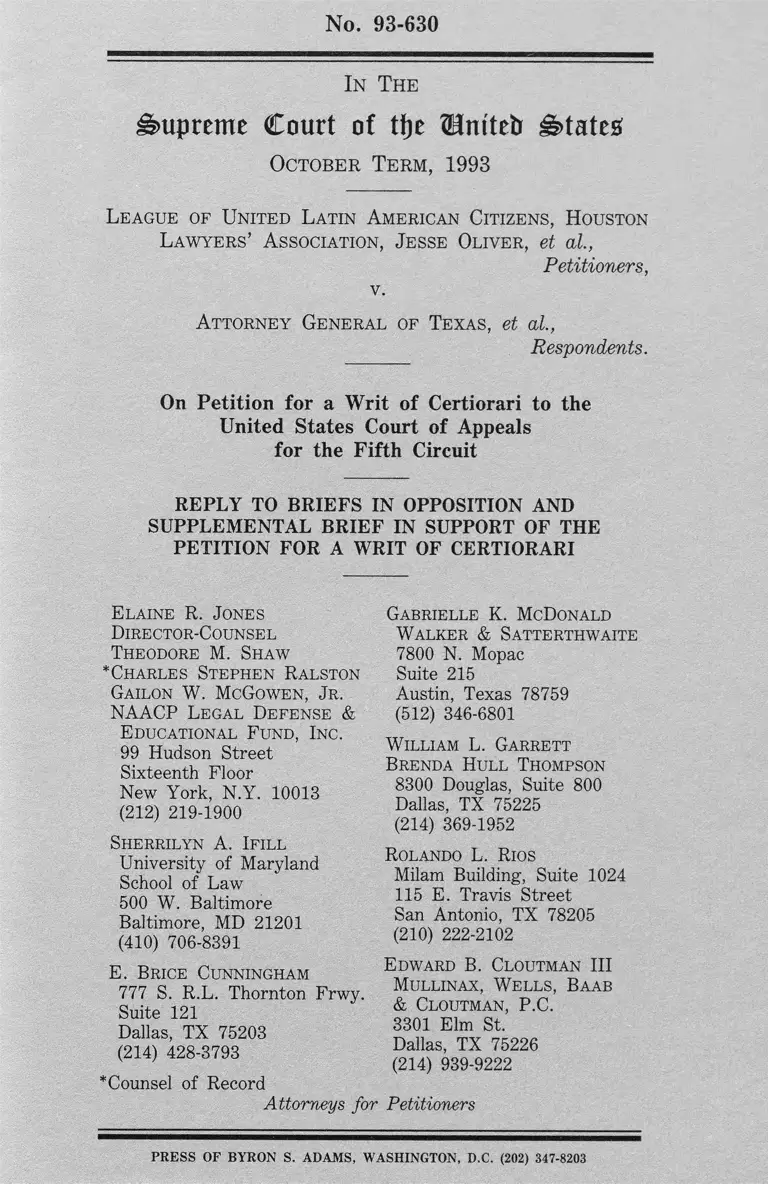 No. 93-630
IN THE
Supreme Court of the United States
OCTOBER TERM, 1993
LEAGUE OF UNITED LATIN AMERICAN CITIZENS, HOUSTON
LAWYERS' ASSOCIATION, JESSE OLIVER, et al.,
Petitioners,
v.
ATTORNEY GENERAL OF TEXAS, et al.,
Respondents.
On Petition for a Writ of Certiorari to the
United States Court of Appeals
for the Fifth Circuit
REPLY TO BRIEFS IN OPPOSITION AND
SUPPLEMENTAL BRIEF IN SUPPORT OF THE
PETITION FOR A WRIT OF CERTIORARI
ELAINE R. JONES
DIRECTOR-COUNSEL
THEODORE M. SHAW
*CHARLES STEPHEN RALSTON
GAILON W. MCGOWEN, JR.
NAACP LEGAL DEFENSE &
EDUCATIONAL FUND, INC.
99 Hudson Street
Sixteenth Floor
New York, N.Y. 10013
(212) 219-1900
SHERRILYN A. IFILL
University of Maryland
School of Law
500 W. Baltimore
Baltimore, MD 21201
(410) 706-8391
E. BRICE CUNNINGHAM
777 S. R.L. Thornton Frwy.
Suite 121
Dallas, TX 75203
(214) 428-3793
*Counsel of Record
GABRIELLE K. MCDONALD
WALKER & SATTERTHWAITE
7800 N. Mopac
Suite 215
Austin, Texas 78759
(512) 346-6801
WILLIAM L. GARRETT
BRENDA HULL THOMPSON
8300 Douglas, Suite 800
Dallas, TX 75225
(214) 369-1952
ROLANDO L. RIOS
Milam Building, Suite 1024
115 E. Travis Street
San Antonio, TX 78205
(210) 222-2102
EDWARD B. CLOUTMAN III
MULLINAX, WELLS, BAAB
& CLOUTMAN, P.C.
3301 Elm St.
Dallas, TX 75226
(214) 939-9222
Attorneys for Petitioners
PRESS OF BYRON S. ADAMS, WASHINGTON, D.C. (202) 347-8203